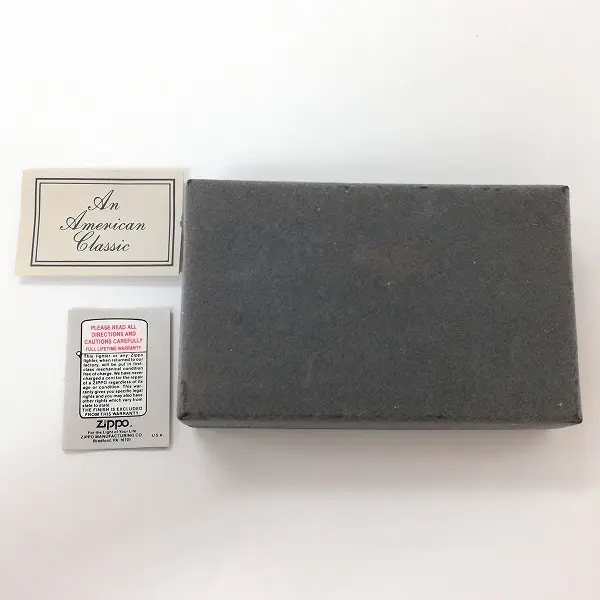 An
American
Classic
PLEASE READ ALL
DIRECTIONS AND
CAUTIONS CAREFULLY
FULL LIFETIME WARRANTY
This lighter or any Zippo
lighter, when returned to our
factory, will be put in first-
class mechanical condition
free of charge. We have never
charged a cent for the repair
of a ZIPPO regardless of its
age or condition. This war-
ranty gives you specific legal
rights and you may also have
other rights which vary from
state to state.
THE FINISH IS EXCLUDED
FROM THIS WARRANTY.
Zippo
For the Light of Your Life
ZIPPO MANUFACTURING CO. U.S.A.
Bradford, PA 16701